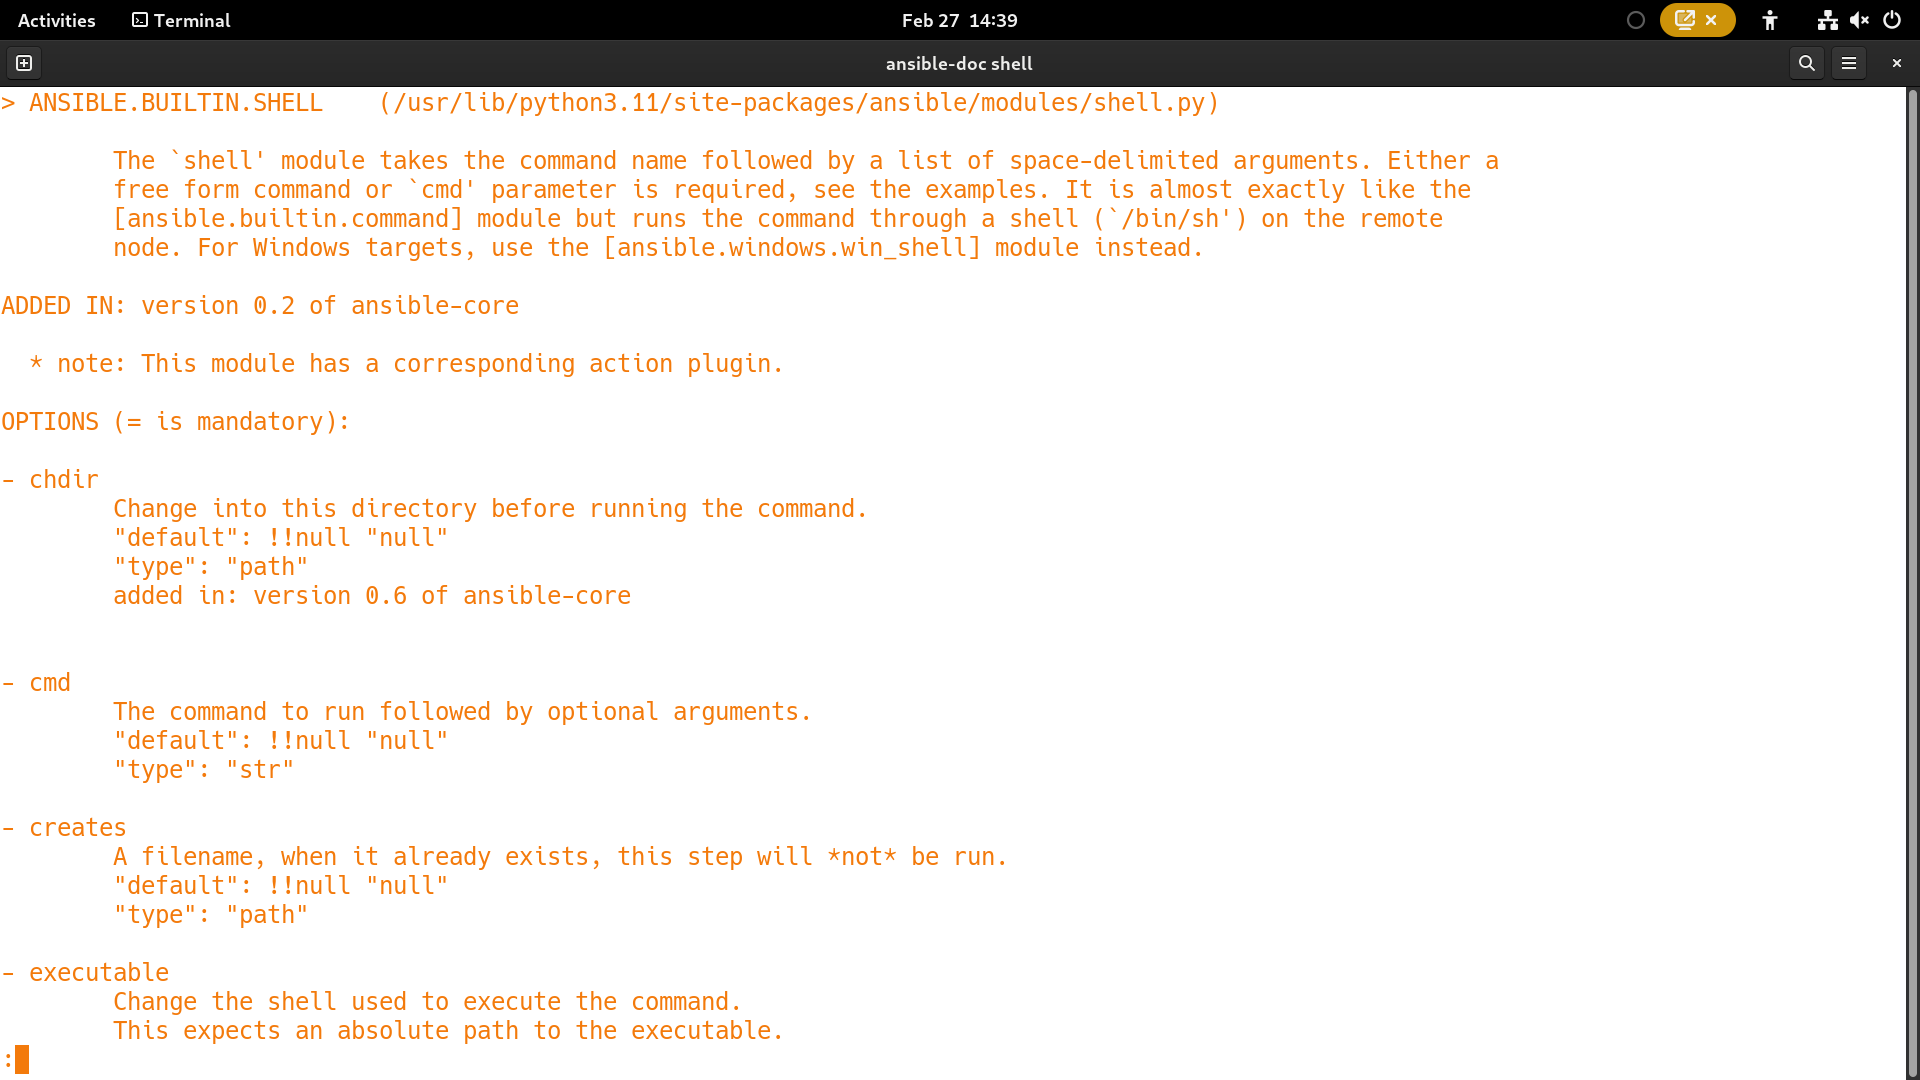 Activities Terminal Feb 27 14:39
ansible-doc shell
> ANSIBLE.BUILTIN.SHELL    (/usr/lib/python3.11/site-packages/ansible/modules/shell.py)
The `shell' module takes the command name followed by a list of space-delimited arguments. Either a
free form command or `cmd' parameter is required, see the examples. It is almost exactly like the
[ansible.builtin.command] module but runs the command through a shell (`/bin/sh') on the remote
node. For Windows targets, use the [ansible.windows.win_shell] module instead.
ADDED IN: version 0.2 of ansible-core
* note: This module has a corresponding action plugin.
OPTIONS (= is mandatory):
- chdir
Change into this directory before running the command.
"default": !!null "null"
"type": "path"
added in: version 0.6 of ansible-core
- cmd
The command to run followed by optional arguments.
"default": !!null "null"
"type": "str"
- creates
A filename, when it already exists, this step will *not* be run.
"default": !!null "null"
"type": "path"
- executable
Change the shell used to execute the command.
This expects an absolute path to the executable.
: